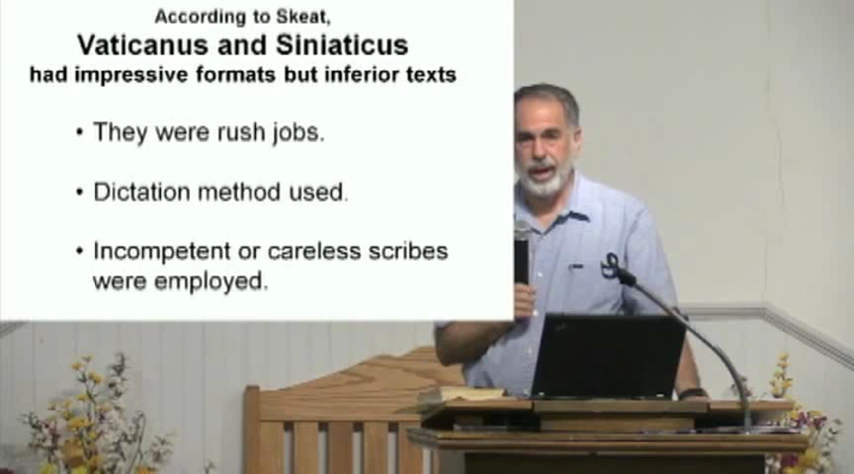 According to Skeat,
Vaticanus and Siniaticus
had impressive formats but inferior texts
• They were rush jobs.
• Dictation method used.
• Incompetent or careless scribes
were employed.